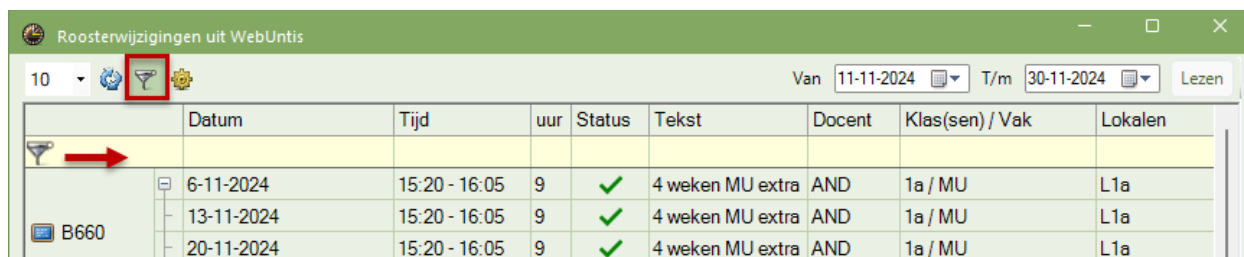 Roosterwijzigingen uit WebUntis
10 Van 11-11-2024 T/m 30-11-2024 Lezen
Datum Tijd uur Status Tekst Docent Klas(sen) / Vak Lokalen
6-11-2024 15:20 - 16:05 9 4 weken MU extra AND 1a / MU L1a
B660 13-11-2024 15:20 - 16:05 9 4 weken MU extra AND 1a / MU L1a
20-11-2024 15:20 - 16:05 9 4 weken MU extra AND 1a / MU L1a